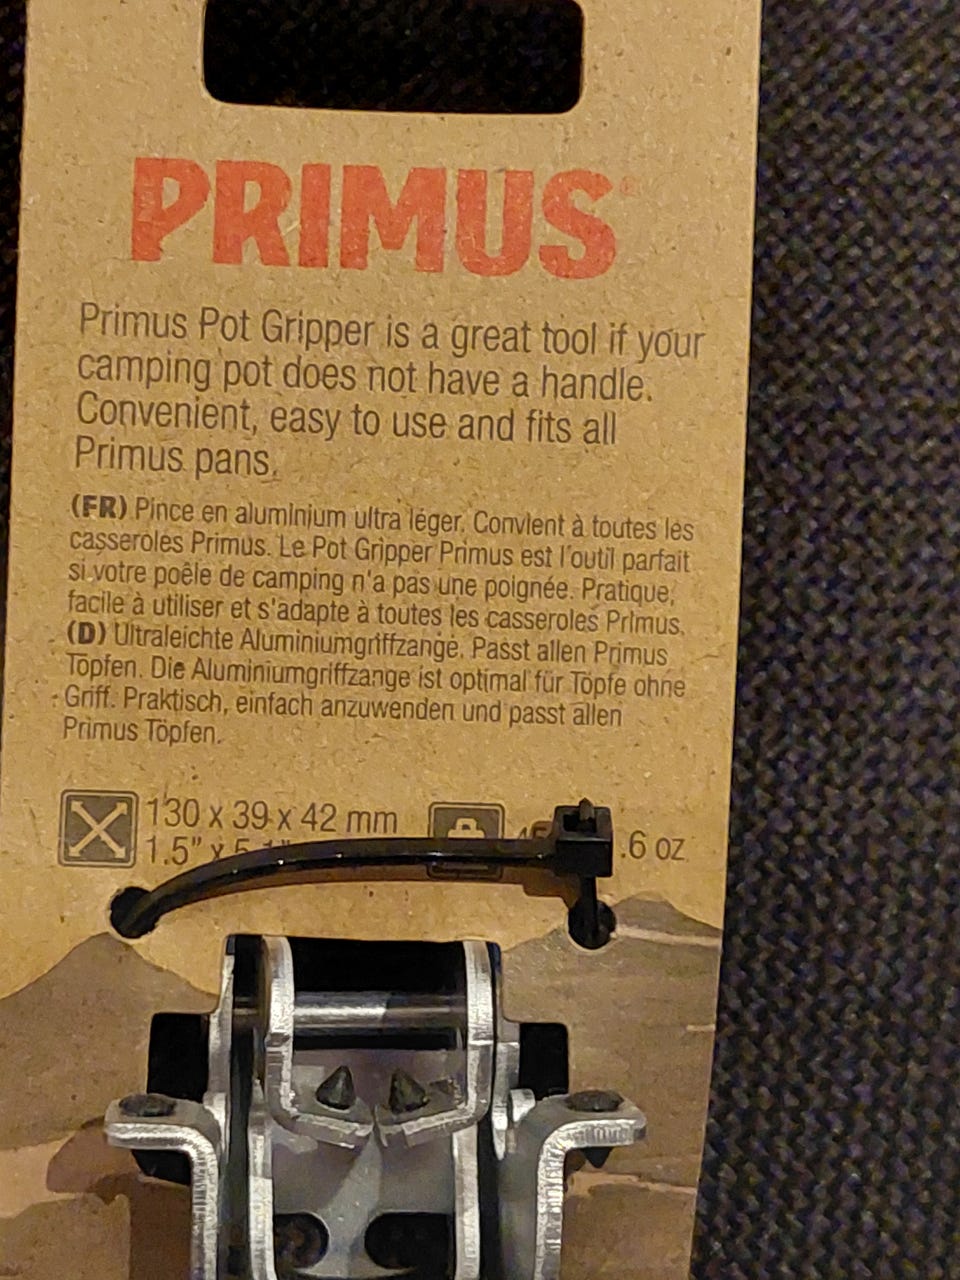 PRIMUS®
Primus Pot Gripper is a great tool if your
camping pot does not have a handle.
Convenient, easy to use and fits all
Primus pans.
(FR) Pince en aluminium ultra léger. Convient à toutes les
casseroles Primus. Le Pot Gripper Primus est l'outil parfait
si votre poêle de camping n'a pas une poignée. Pratique,
facile à utiliser et s'adapte à toutes les casseroles Primus.
(D) Ultraleichte Aluminiumgriffzange. Passt allen Primus
Töpfen. Die Aluminiumgriffzange ist optimal für Töpfe ohne
Griff. Praktisch, einfach anzuwenden und passt allen
Primus Töpfen.
130 x 39 x 42 mm
1.5" x .6 oz